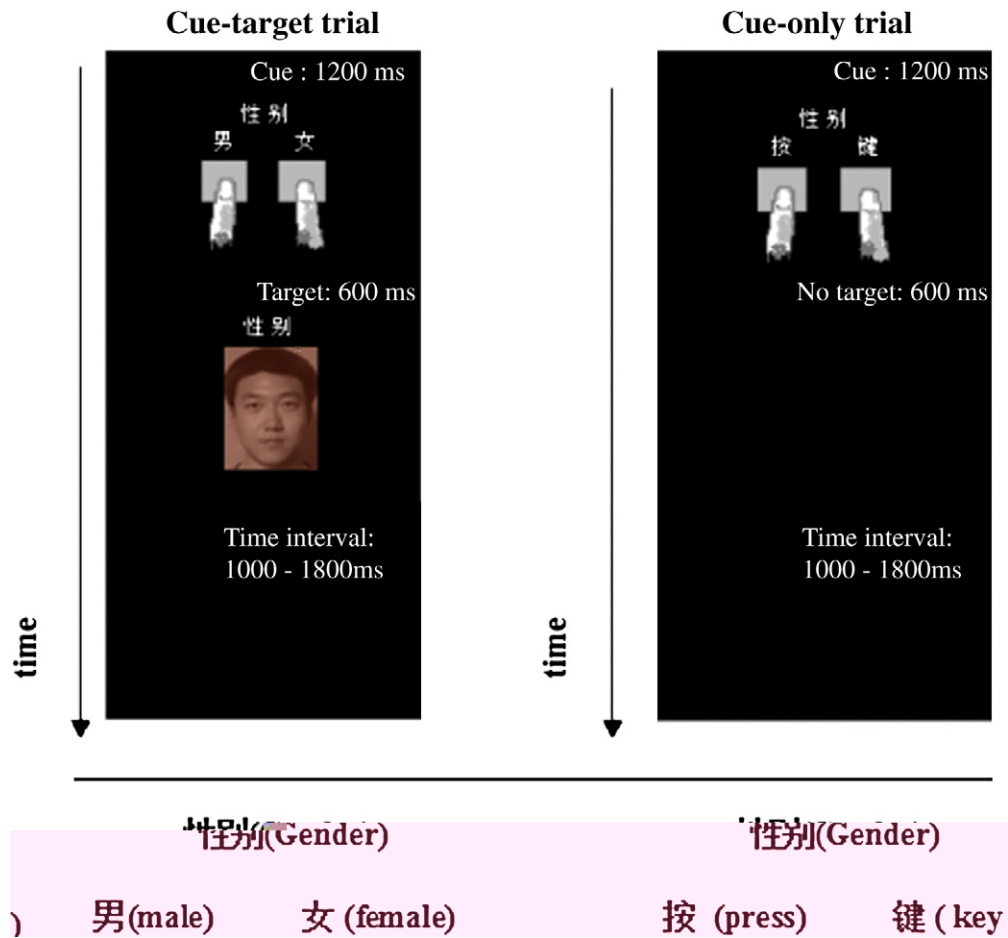 Cue-target trial
Cue : 1200 ms
性 别
男 女
Target: 600 ms
性 别
Time interval:
1000 - 1800ms
time
Cue-only trial
Cue : 1200 ms
性 别
按 键
No target: 600 ms
Time interval:
1000 - 1800ms
time
性别(Gender) 性别(Gender)
) 男(male) 女 (female) 按 (press) 键 ( key